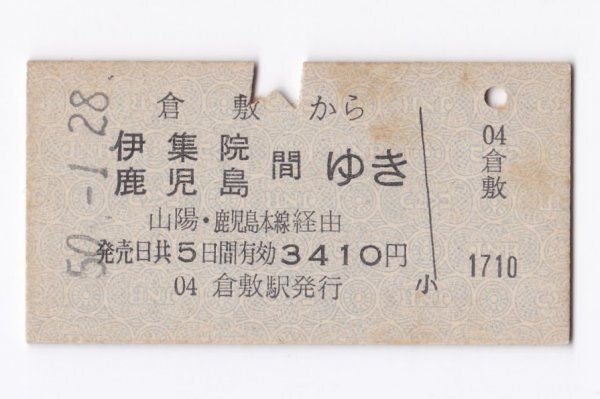 50.-1.28.
倉敷から
伊集院
鹿児島
間ゆき
山陽・鹿児島本線経由
発売日共5日間有効3410円
04 倉敷駅発行
小
04
倉敷
1710